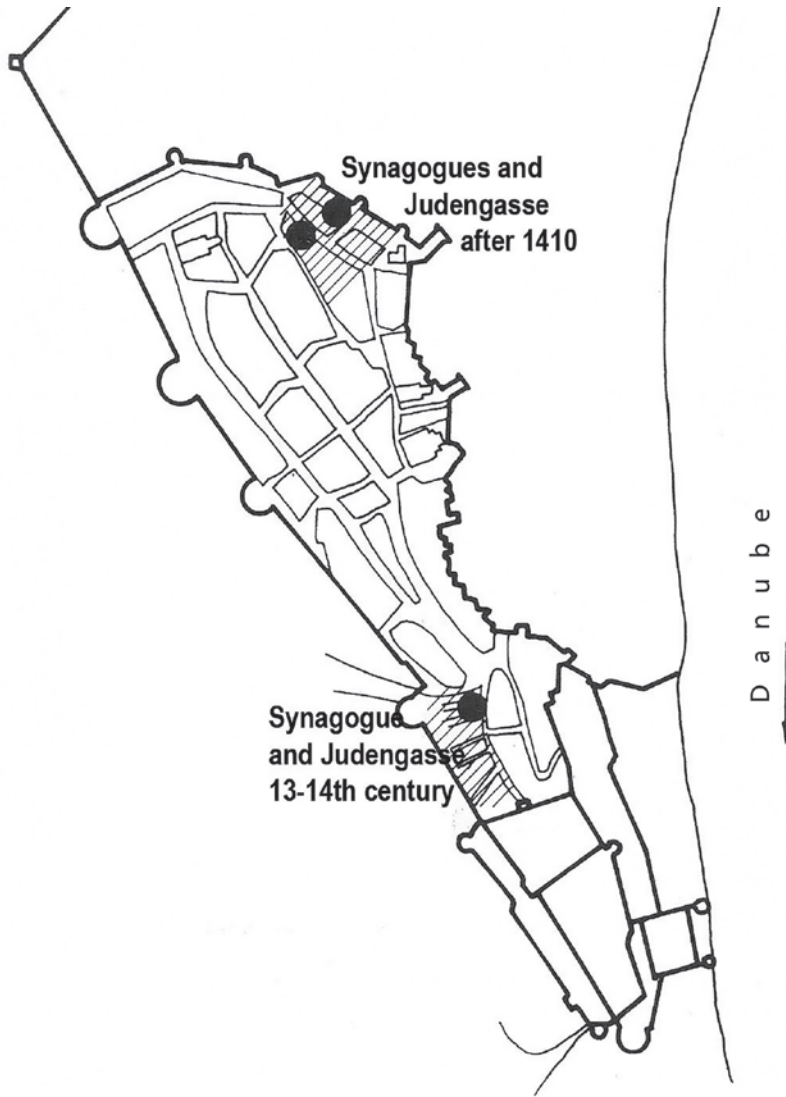 Synagogues and
Judengasse
after 1410
Danube
Synagogue
and Judengasse
13-14th century